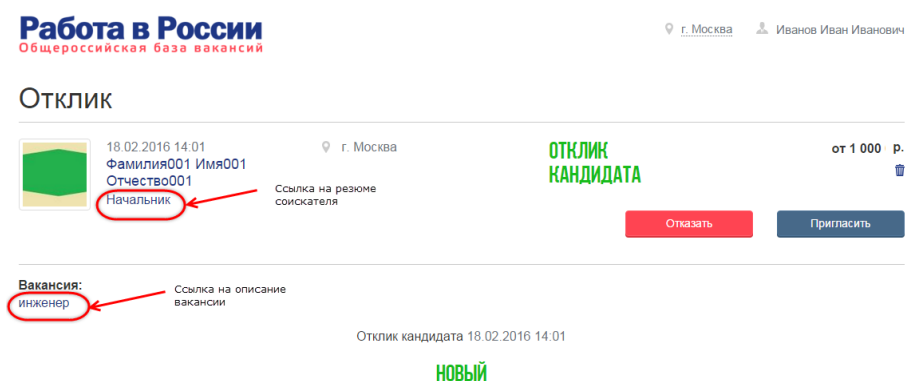 Работа в России
Общероссийская база вакансий
г. Москва
Иванов Иван Иванович
Отклик
18.02.2016 14:01
Фамилия001 Имя001
Отчество001
Начальник
г. Москва
Ссылка на резюме
соискателя
ОТКЛИК
КАНДИДАТА
от 1 000 р.
Отказать
Пригласить
Вакансия:
инженер
Ссылка на описание
вакансии
Отклик кандидата 18.02.2016 14:01
НОВЫЙ